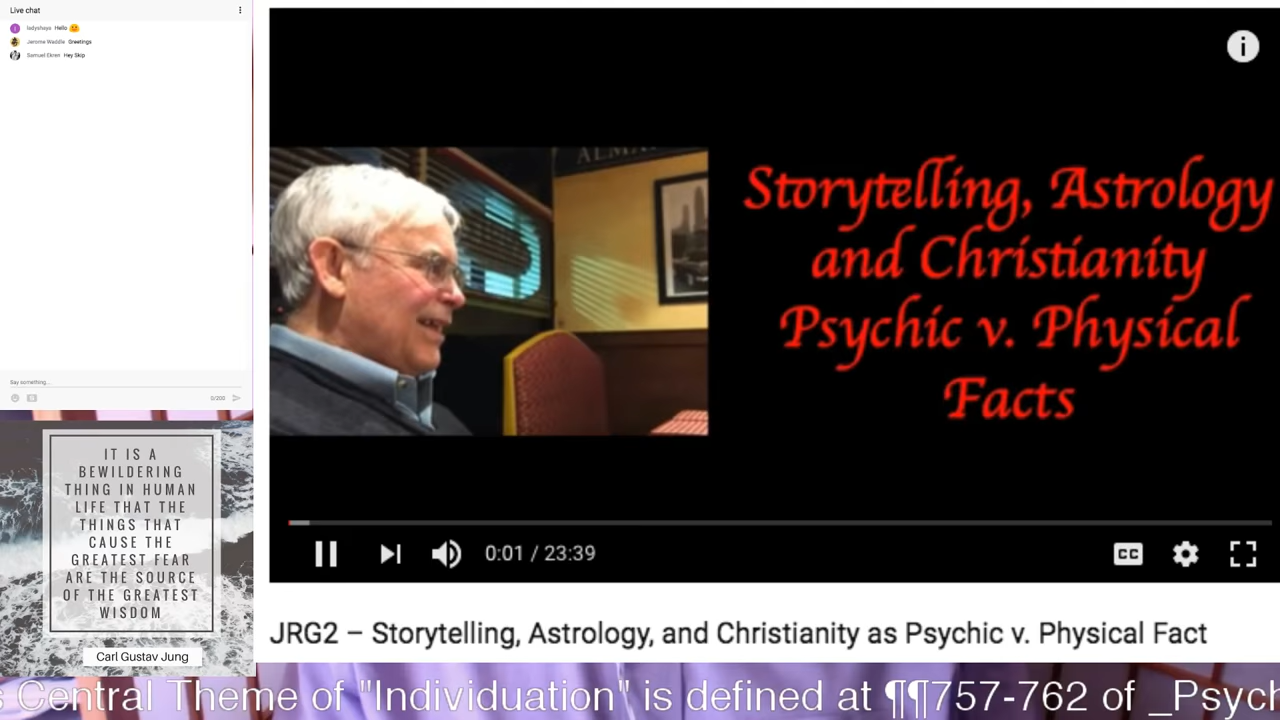 Live chat
ladyshaya Hello
Jerome Waddle Greetings
Samuel Ekren Hey Skip
Say something...
0/200
IT IS A
BEWILDERING
THING IN HUMAN
LIFE THAT THE
THINGS THAT
CAUSE THE
GREATEST FEAR
ARE THE SOURCE
OF THE GREATEST
WISDOM
Carl Gustav Jung
Storytelling, Astrology
and Christianity
Psychic v. Physical
Facts
0:01 / 23:39
CC
JRG2 – Storytelling, Astrology, and Christianity as Psychic v. Physical Fact
s Central Theme of "Individuation" is defined at ¶¶757-762 of _Psych